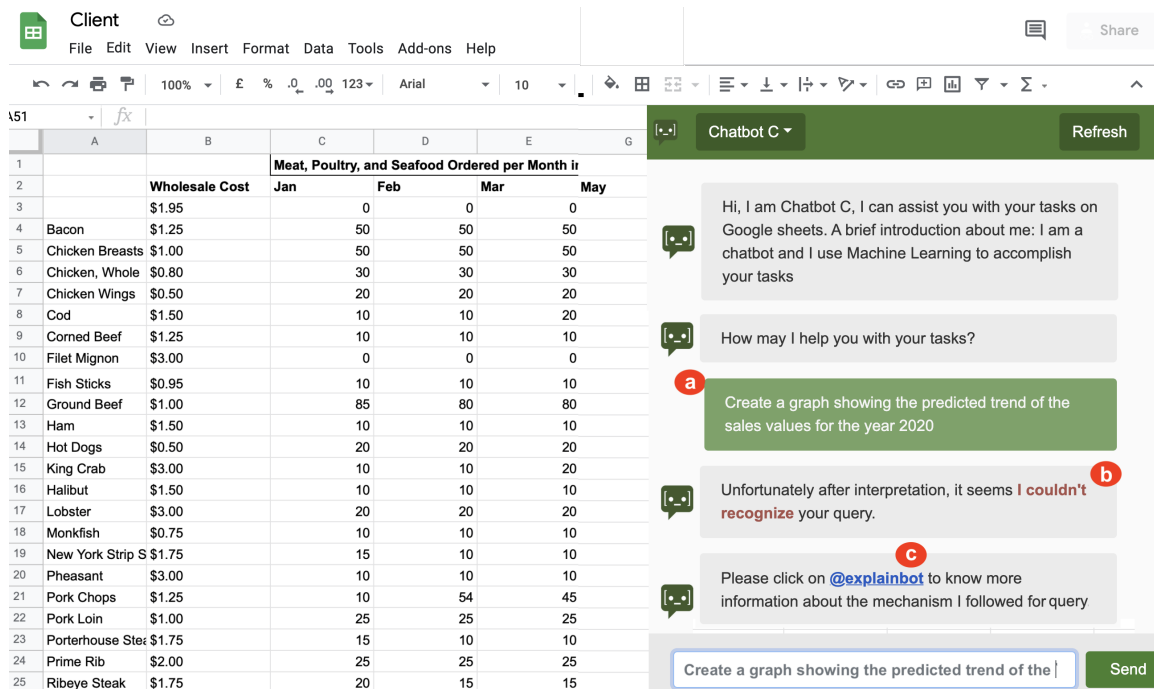 Client
File Edit View Insert Format Data Tools Add-ons Help
Share
100% £ % .0 .00 123 Arial 10
A51 fx
A B C D E G
1 Meat, Poultry, and Seafood Ordered per Month in
2 Wholesale Cost Jan Feb Mar May
3 $1.95 0 0 0
4 Bacon $1.25 50 50 50
5 Chicken Breasts $1.00 50 50 50
6 Chicken, Whole $0.80 30 30 30
7 Chicken Wings $0.50 20 20 20
8 Cod $1.50 10 10 20
9 Corned Beef $1.25 10 10 10
10 Filet Mignon $3.00 0 0 0
11 Fish Sticks $0.95 10 10 10
12 Ground Beef $1.00 85 80 80
13 Ham $1.50 10 10 10
14 Hot Dogs $0.50 20 20 20
15 King Crab $3.00 10 10 20
16 Halibut $1.50 10 10 10
17 Lobster $3.00 20 20 20
18 Monkfish $0.75 10 10 10
19 New York Strip S $1.75 15 10 10
20 Pheasant $3.00 10 10 10
21 Pork Chops $1.25 10 54 45
22 Pork Loin $1.00 25 25 25
23 Porterhouse Stea $1.75 15 10 10
24 Prime Rib $2.00 25 25 25
25 Ribeye Steak $1.75 20 15 15
Chatbot C Refresh
Hi, I am Chatbot C, I can assist you with your tasks on
Google sheets. A brief introduction about me: I am a
chatbot and I use Machine Learning to accomplish
your tasks
How may I help you with your tasks?
a
Create a graph showing the predicted trend of the
sales values for the year 2020
b
Unfortunately after interpretation, it seems I couldn't
recognize your query.
c
Please click on @explainbot to know more
information about the mechanism I followed for query
Create a graph showing the predicted trend of the
Send